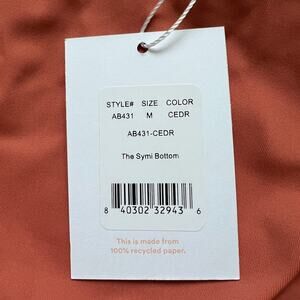 STYLE# SIZE COLOR
AB431 M CEDR
AB431-CEDR
The Symi Bottom
8 40302 32943 6
This is made from
100% recycled paper.